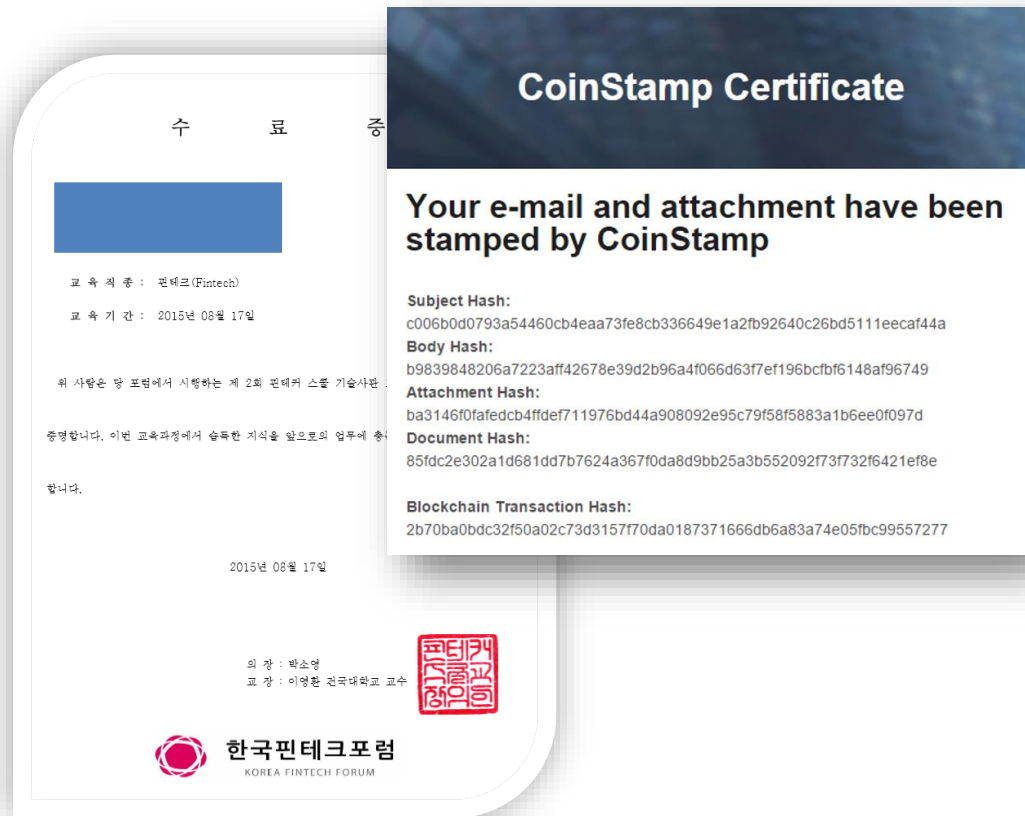 수 료 증
교 육 직 종 : 핀테크(Fintech)
교 육 기 간 : 2015년 08월 17일
위 사람은 당 포럼에서 시행하는 제 2회 핀테커 스쿨 기술사관
증명합니다. 이번 교육과정에서 습득한 지식을 앞으로의 업무에
합니다.
2015년 08월 17일
의 장 : 박소영
교 장 : 이영환 건국대학교 교수
한국핀테크포럼
KOREA FINTECH FORUM
CoinStamp Certificate
Your e-mail and attachment have been
stamped by CoinStamp
Subject Hash:
c006b0d0793a54460cb4eaa73fe8cb336649e1a2fb92640c26bd5111eecaf44a
Body Hash:
b9839848206a7223aff42678e39d2b96a4f066d63f7ef196bcfbf6148af96749
Attachment Hash:
ba3146f0fafedcb4ffdef711976bd44a908092e95c79f58f5883a1b6ee0f097d
Document Hash:
85fdc2e302a1d681dd7b7624a367f0da8d9bb25a3b552092f73f732f6421ef8e
Blockchain Transaction Hash:
2b70ba0bdc32f50a02c73d3157f70da0187371666db6a83a74e05fbc99557277